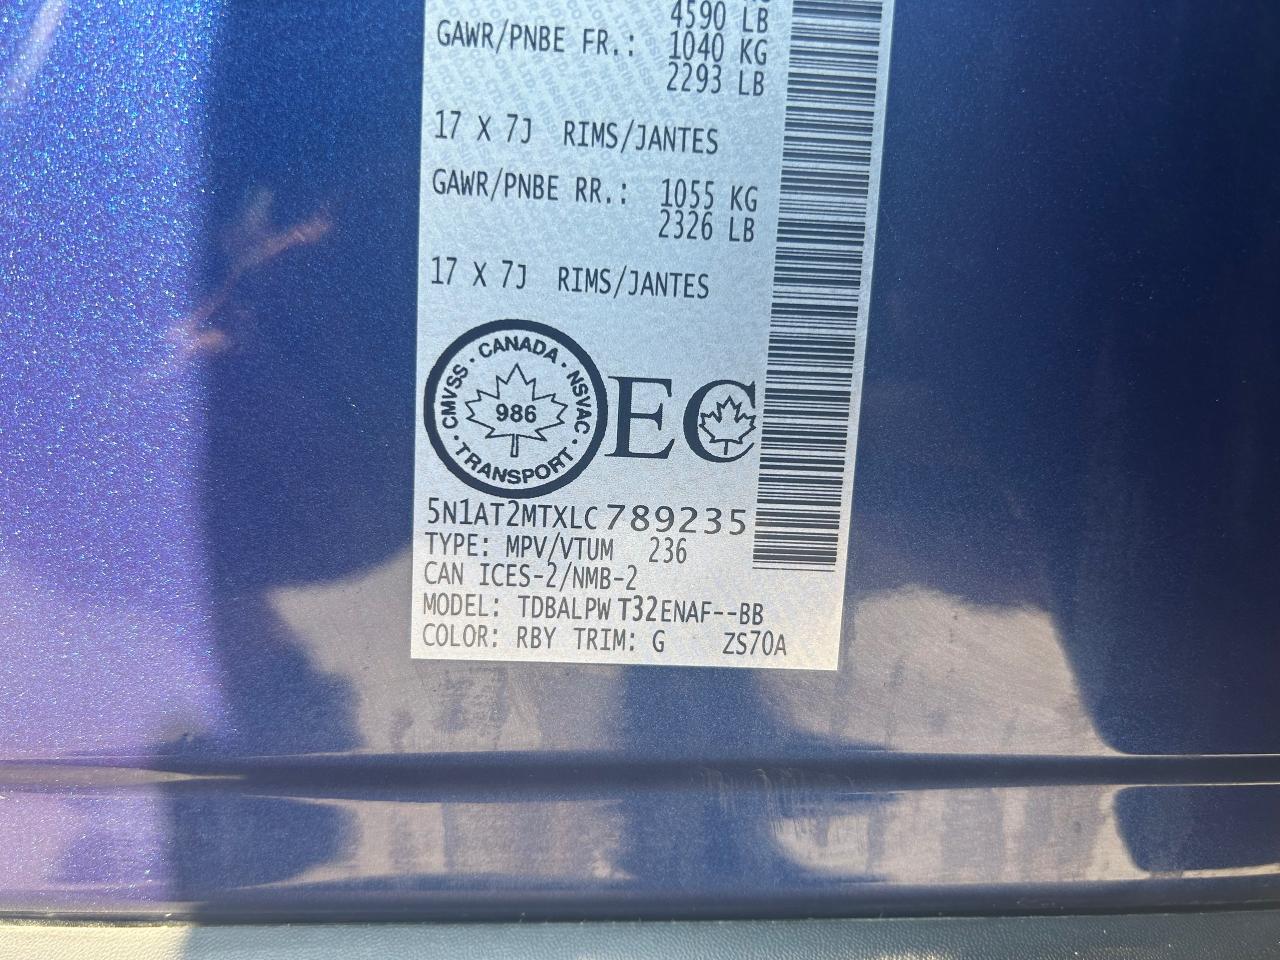 4590 LB
GAWR/PNBE FR.: 1040 KG
2293 LB
17 X 7J RIMS/JANTES
GAWR/PNBE RR.: 1055 KG
2326 LB
17 X 7J RIMS/JANTES
CMVSS · CANADA · NSVAC · TRANSPORT ·
986
EC
5N1AT2MTXLC789235
TYPE: MPV/VTUM 236
CAN ICES-2/NMB-2
MODEL: TDBALPW T32ENAF--BB
COLOR: RBY TRIM: G ZS70A